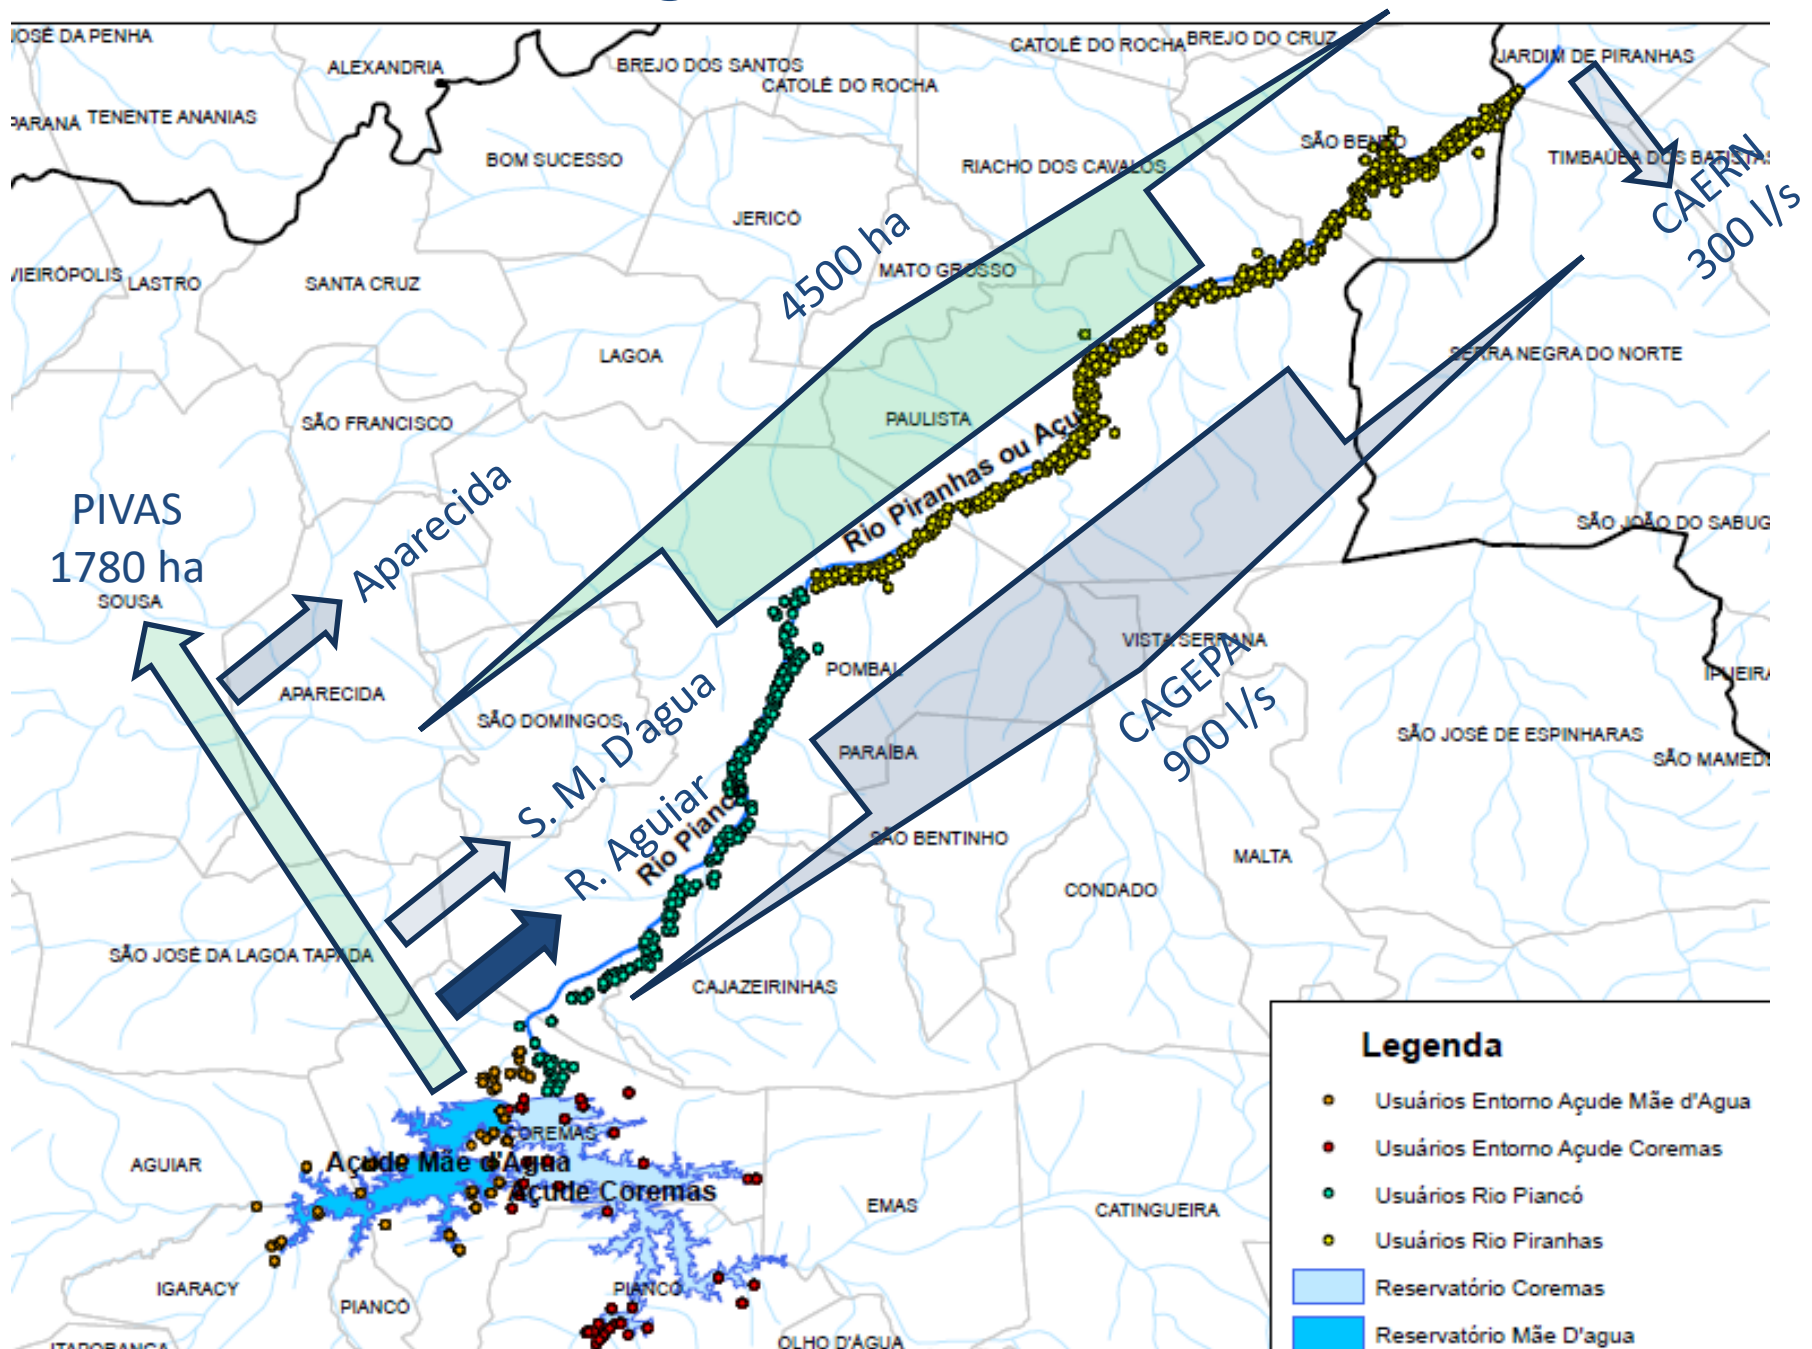 JOSÉ DA PENHA
ALEXANDRIA
BREJO DOS SANTOS
CATOLÉ DO ROCHA
CATOLÉ DO ROCHA
BREJO DO CRUZ
JARDIM DE PIRANHAS
PARANÁ
TENENTE ANANIAS
BOM SUCESSO
RIACHO DOS CAVALOS
SÃO BENTO
TIMBAÚBA DOS BATISTAS
CAERN
300 l/s
JERICÓ
4500 ha
MATO GROSSO
VIEIRÓPOLIS
LASTRO
SANTA CRUZ
LAGOA
SERRA NEGRA DO NORTE
SÃO FRANCISCO
PAULISTA
Rio Piranhas ou Açu
PIVAS
1780 ha
SOUSA
Aparecida
SÃO JOÃO DO SABUG
VISTA SERRANA
POMBAL
APARECIDA
SÃO DOMINGOS
S. M. D'agua
R. Aguiar
Rio Pianc
PARAÍBA
CAGEPA
900 l/s
SÃO JOSÉ DE ESPINHARAS
SÃO MAMEDE
SÃO BENTINHO
MALTA
CONDADO
SÃO JOSÉ DA LAGOA TAPADA
CAJAZEIRINHAS
COREMAS
AGUIAR
Açude Mãe d'Agua
Açude Coremas
EMAS
CATINGUEIRA
IGARACY
PIANCÓ
PIANCÓ
OLHO D'ÁGUA
Legenda
Usuários Entorno Açude Mãe d'Agua
Usuários Entorno Açude Coremas
Usuários Rio Piancó
Usuários Rio Piranhas
Reservatório Coremas
Reservatório Mãe D'agua